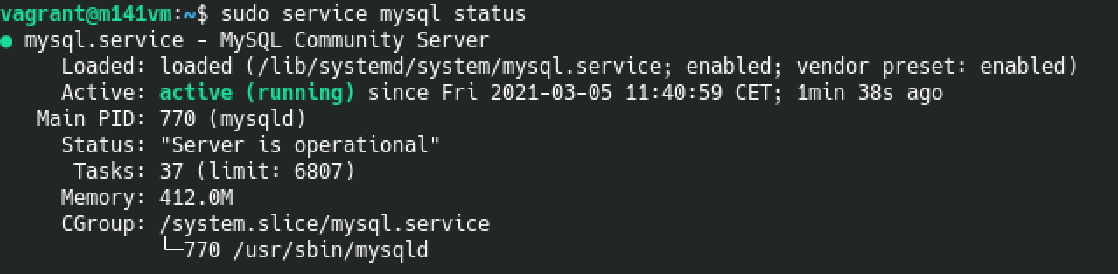 vagrant@m141vm:~$ sudo service mysql status
● mysql.service - MySQL Community Server
     Loaded: loaded (/lib/systemd/system/mysql.service; enabled; vendor preset: enabled)
     Active: active (running) since Fri 2021-03-05 11:40:59 CET; 1min 38s ago
   Main PID: 770 (mysqld)
     Status: "Server is operational"
      Tasks: 37 (limit: 6807)
     Memory: 412.0M
     CGroup: /system.slice/mysql.service
             └─770 /usr/sbin/mysqld